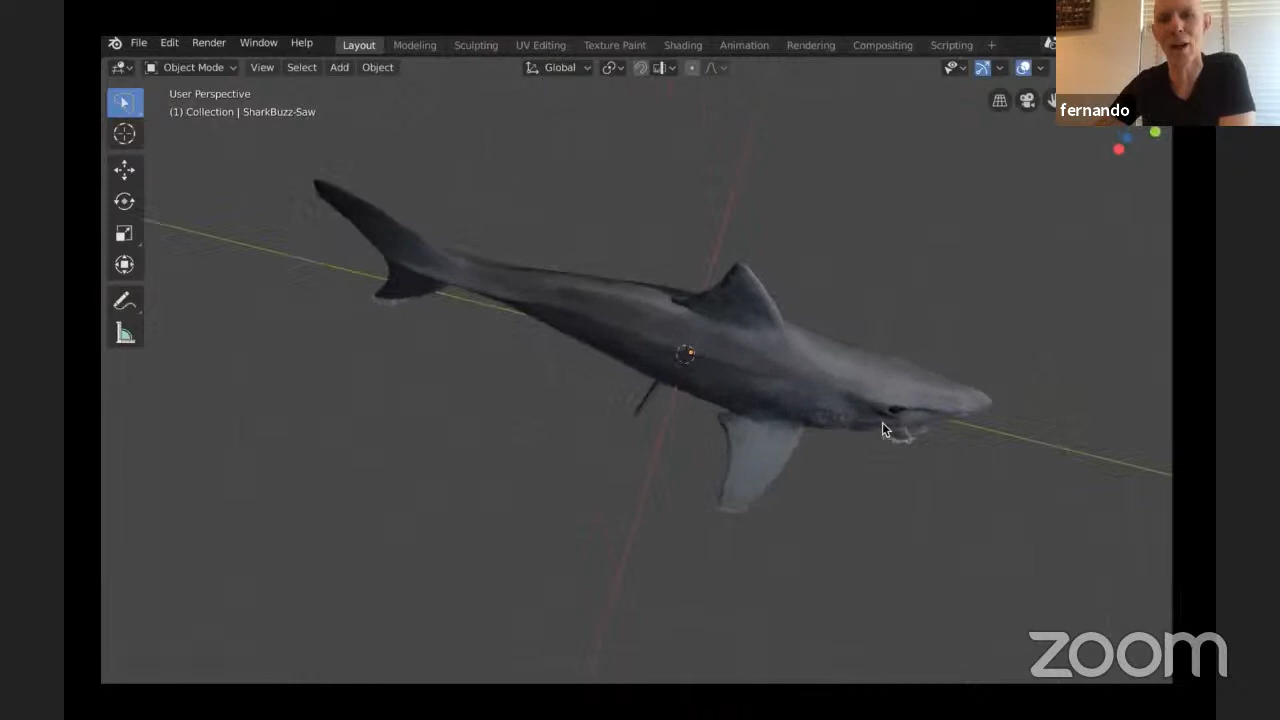 File Edit Render Window Help Layout Modeling Sculpting UV Editing Texture Paint Shading Animation Rendering Compositing Scripting +
Object Mode View Select Add Object Global
User Perspective
(1) Collection | SharkBuzz-Saw
fernando
zoom